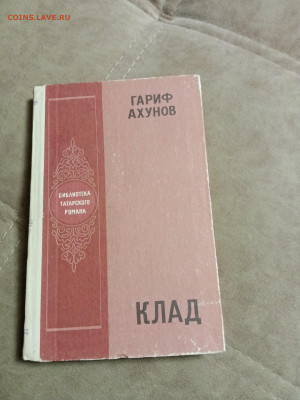 COINS.LAVE.RU
ГАРИФ
АХУНОВ
БИБЛИОТЕКА
ТАТАРСКОГО
РОМАНА
КЛАД